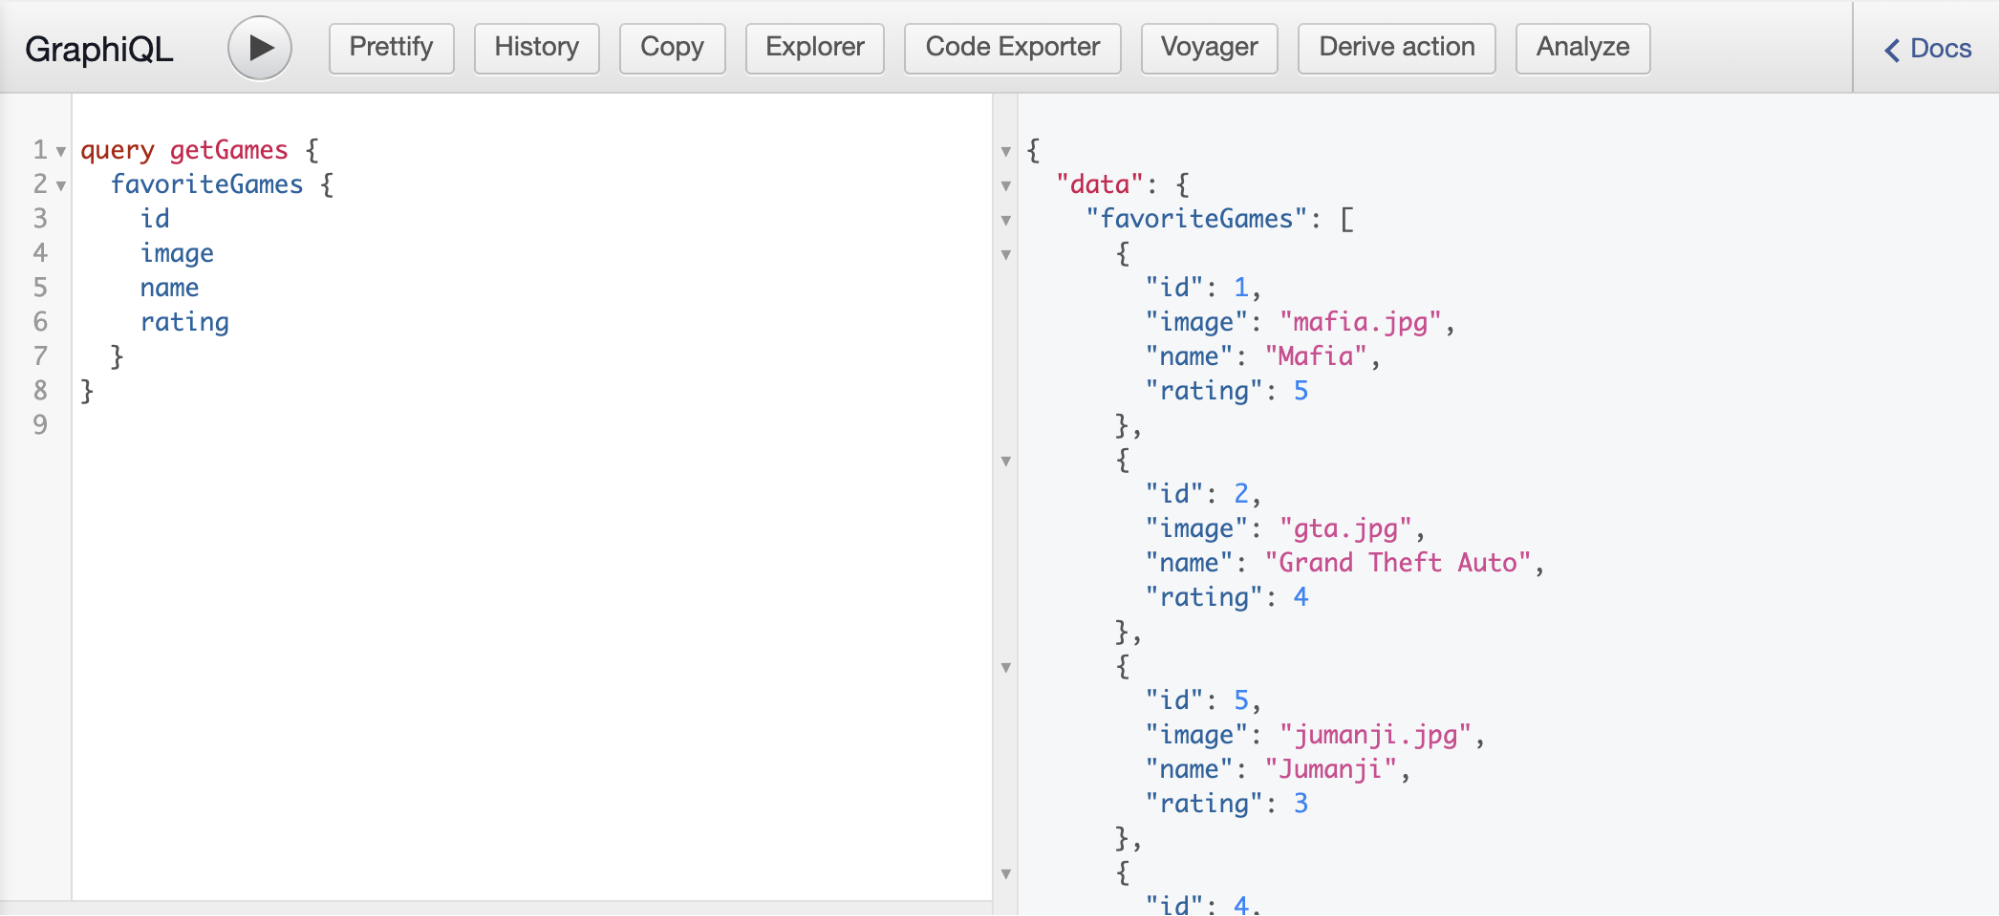 GraphiQL Prettify History Copy Explorer Code Exporter Voyager Derive action Analyze Docs
1 query getGames {
2 favoriteGames {
3 id
4 image
5 name
6 rating
7 }
8 }
9
{
"data": {
"favoriteGames": [
{
"id": 1,
"image": "mafia.jpg",
"name": "Mafia",
"rating": 5
},
{
"id": 2,
"image": "gta.jpg",
"name": "Grand Theft Auto",
"rating": 4
},
{
"id": 5,
"image": "jumanji.jpg",
"name": "Jumanji",
"rating": 3
},
{
"id": 4,